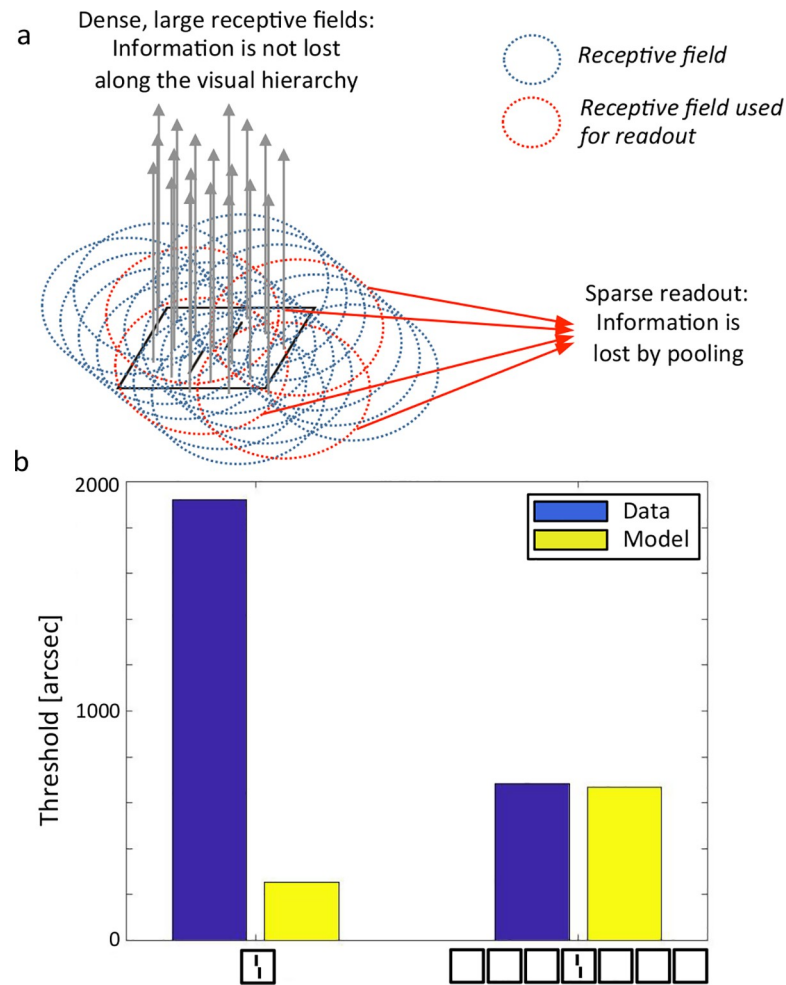 a
Dense, large receptive fields:
Information is not lost
along the visual hierarchy
Receptive field
Receptive field used
for readout
Sparse readout:
Information is
lost by pooling
b
2000
1000
0
Threshold [arcsec]
Data
Model